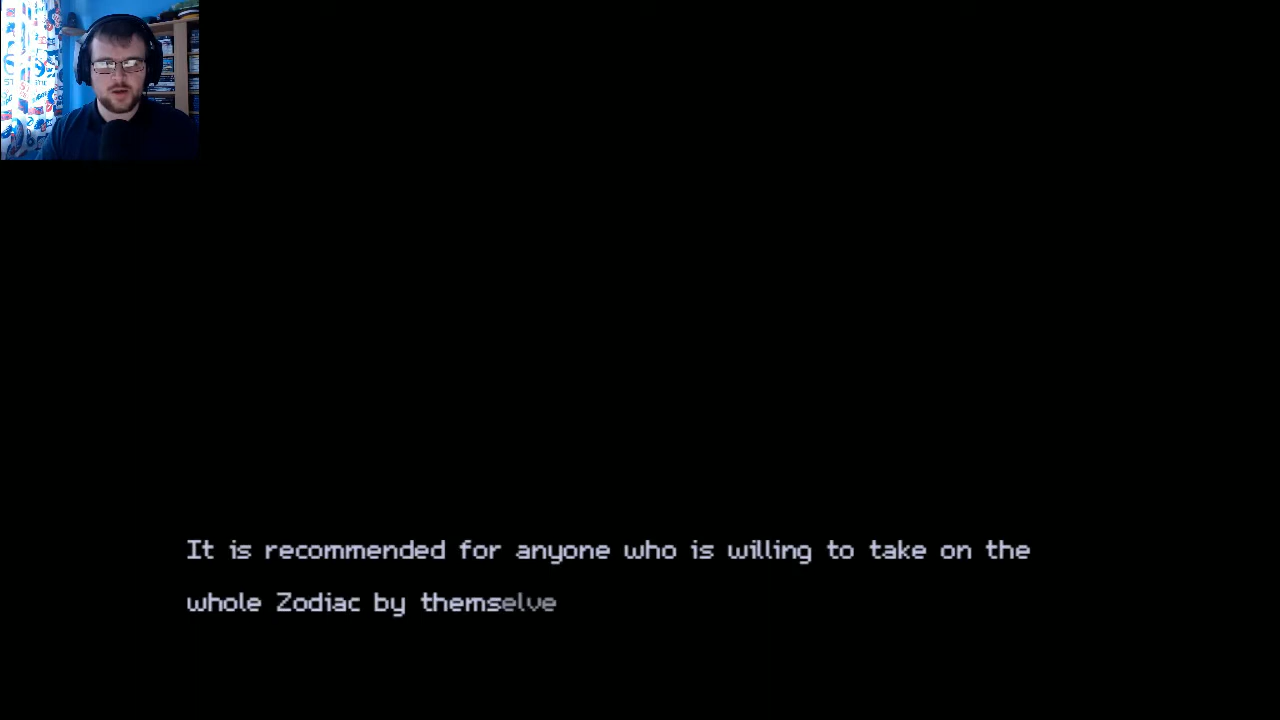 It is recommended for anyone who is willing to take on the
whole Zodiac by themselve